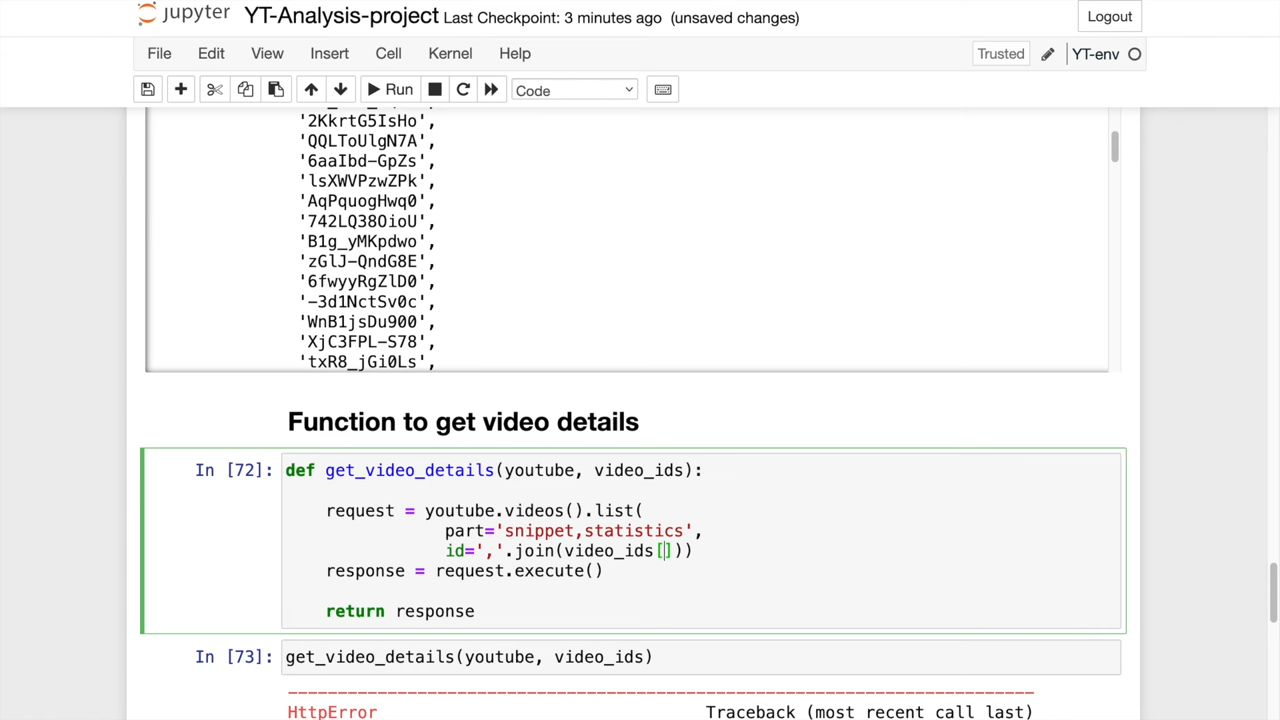 jupyter YT-Analysis-project Last Checkpoint: 3 minutes ago (unsaved changes) Logout
File Edit View Insert Cell Kernel Help Trusted YT-env
Run Code
'2KkrtG5IsHo',
'QQLToUlgN7A',
'6aaIbd-GpZs',
'lsXWVPzwZPk',
'AqPquogHwq0',
'742LQ38OioU',
'B1g_yMKpdwo',
'zGlJ-QndG8E',
'6fwyyRgZlD0',
'-3d1NctSv0c',
'WnB1jsDu900',
'XjC3FPL-S78',
'txR8_jGi0Ls',
Function to get video details
In [72]: def get_video_details(youtube, video_ids):
request = youtube.videos().list(
part='snippet,statistics',
id=','.join(video_ids[]))
response = request.execute()
return response
In [73]: get_video_details(youtube, video_ids)
---------------------------------------------------------------------------
HttpError Traceback (most recent call last)